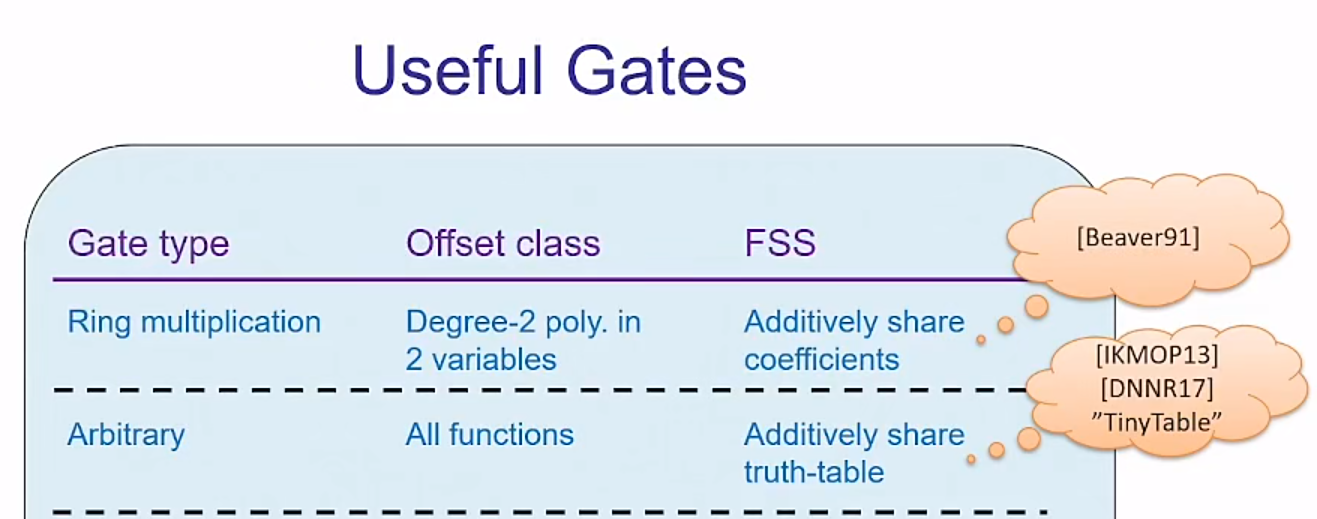 Useful Gates
Gate type Offset class FSS
[Beaver91]
Ring multiplication Degree-2 poly. in Additively share
2 variables coefficients
[IKMOP13]
[DNNR17]
”TinyTable”
Arbitrary All functions Additively share
truth-table